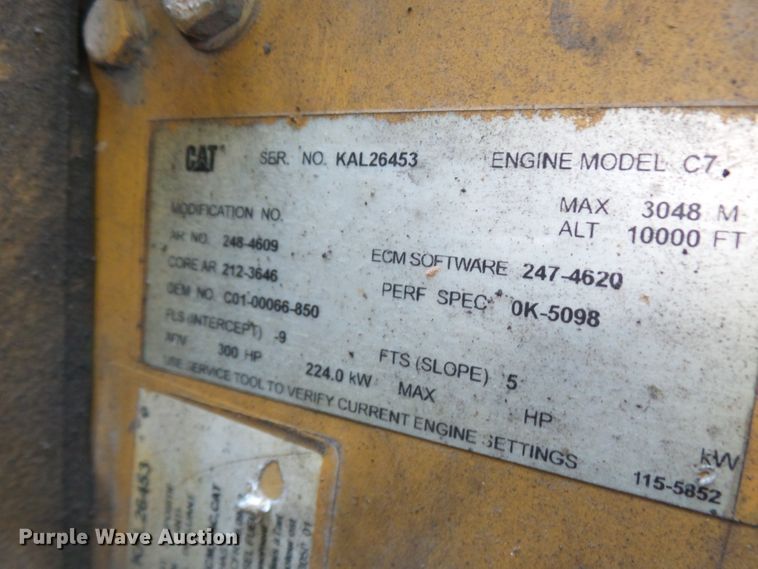 CAT SER. NO. KAL26453 ENGINE MODEL C7
MODIFICATION NO. MAX 3048 M
ALT 10000 FT
AR NO. 248-4609 ECM SOFTWARE 247-4620
CORE AR 212-3646 PERF SPEC 0K-5098
OEM NO. C01-00066-850
FLS (INTERCEPT) -9 FTS (SLOPE) 5
300 HP 224.0 kW MAX HP kW
USE SERVICE TOOL TO VERIFY CURRENT ENGINE SETTINGS 115-5852
26453
Purple Wave Auction